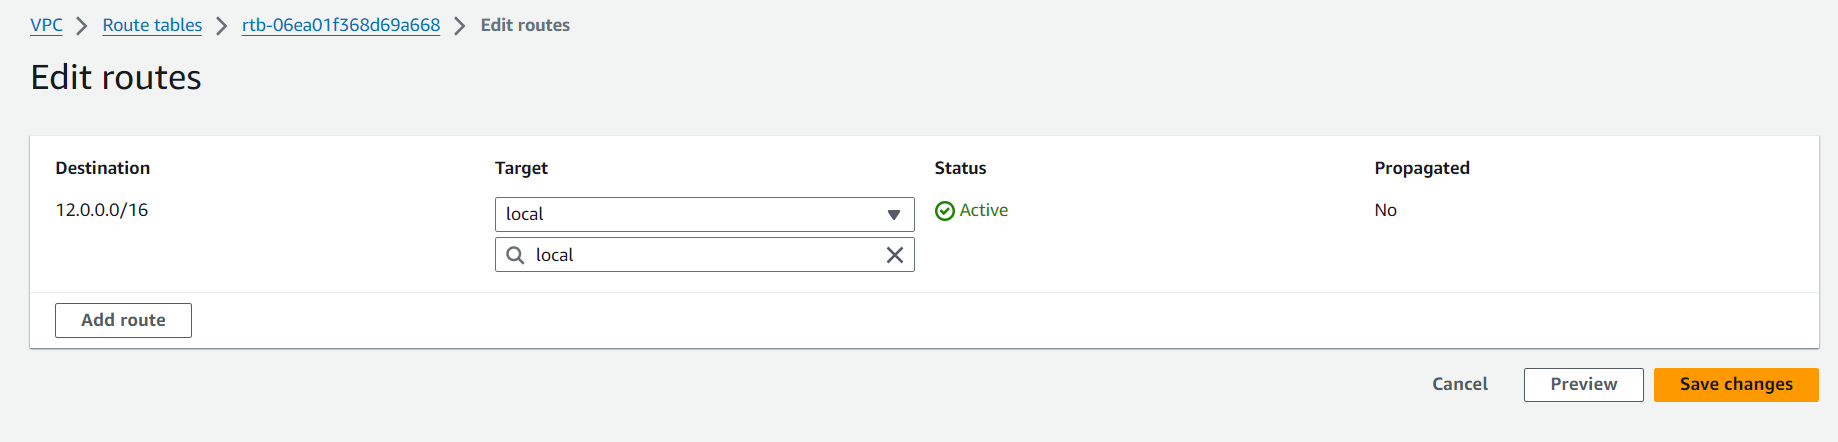 VPC > Route tables > rtb-06ea01f368d69a668 > Edit routes
Edit routes
Destination Target Status Propagated
12.0.0.0/16 local Active No
local
Add route
Cancel Preview Save changes